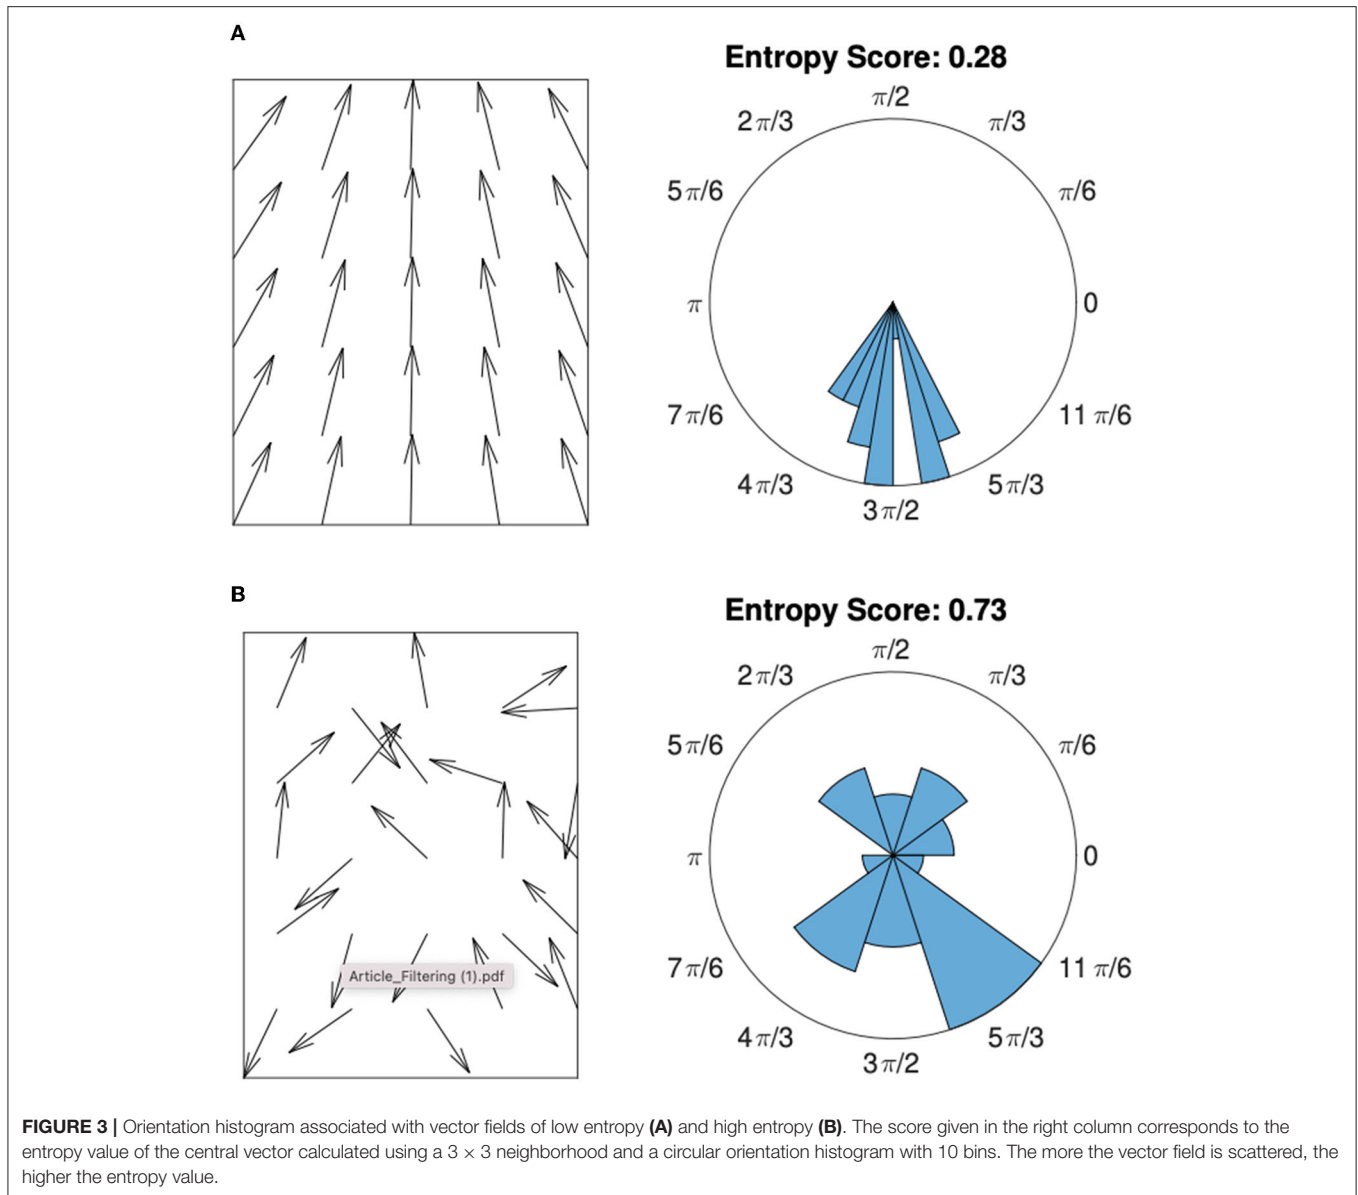 A
Entropy Score: 0.28
π/2
2π/3
π/3
5π/6
π/6
π
0
7π/6
11 π/6
4π/3
5π/3
3π/2
B
Entropy Score: 0.73
π/2
2π/3
π/3
5π/6
π/6
π
0
7π/6
11 π/6
4π/3
5π/3
3π/2
Article_Filtering (1).pdf
FIGURE 3 | Orientation histogram associated with vector fields of low entropy (A) and high entropy (B). The score given in the right column corresponds to the
entropy value of the central vector calculated using a 3 × 3 neighborhood and a circular orientation histogram with 10 bins. The more the vector field is scattered, the
higher the entropy value.